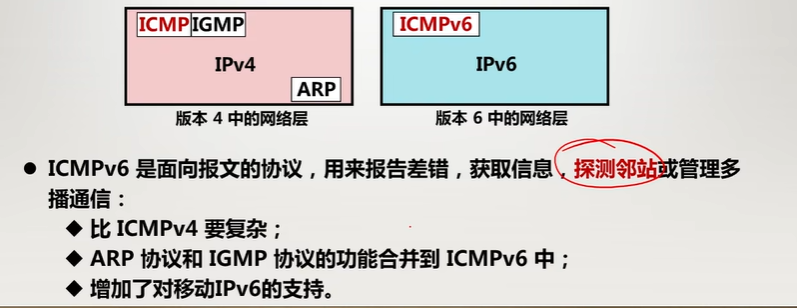 ICMP IGMP
ICMPv6
IPv4
IPv6
ARP
版本 4 中的网络层
版本 6 中的网络层
● ICMPv6 是面向报文的协议，用来报告差错，获取信息，探测邻站或管理多
播通信：
◆ 比 ICMPv4 要复杂；
◆ ARP 协议和 IGMP 协议的功能合并到 ICMPv6 中；
◆ 增加了对移动IPv6的支持。